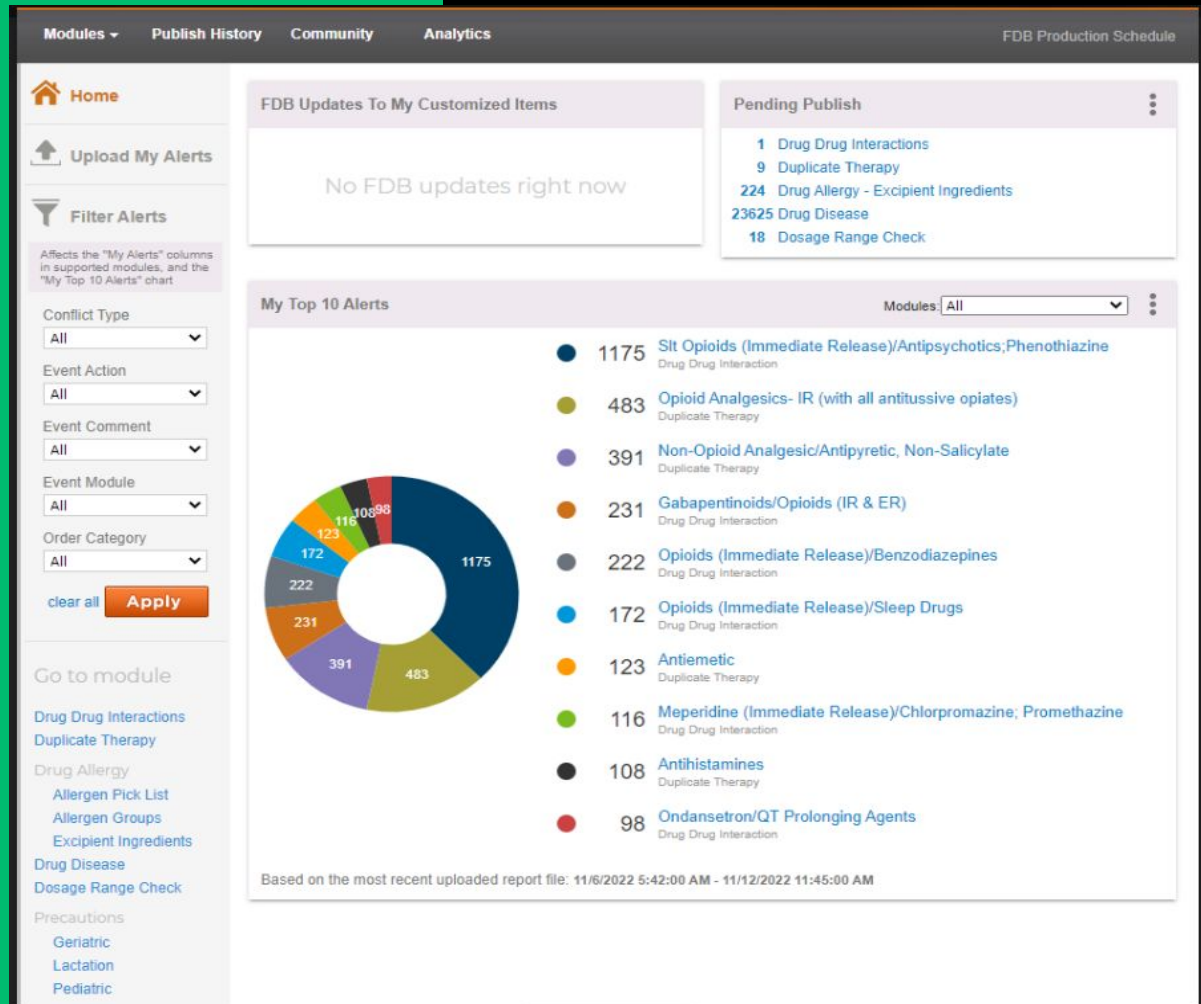 Modules
Publish History
Community
Analytics
FDB Production Schedule
Home
Upload My Alerts
Filter Alerts
Affects the "My Alerts" columns
in supported modules, and the
"My Top 10 Alerts" chart
Conflict Type
All
Event Action
All
Event Comment
All
Event Module
All
Order Category
All
clear all
Apply
Go to module
Drug Drug Interactions
Duplicate Therapy
Drug Allergy
Allergen Pick List
Allergen Groups
Excipient Ingredients
Drug Disease
Dosage Range Check
Precautions
Geriatric
Lactation
Pediatric
FDB Updates To My Customized Items
No FDB updates right now
Pending Publish
1 Drug Drug Interactions
9 Duplicate Therapy
224 Drug Allergy - Excipient Ingredients
23625 Drug Disease
18 Dosage Range Check
My Top 10 Alerts
Modules: All
1175
483
391
231
222
172
123
116
108
98
1175 Slt Opioids (Immediate Release)/Antipsychotics;Phenothiazine
Drug Drug Interaction
483 Opioid Analgesics- IR (with all antitussive opiates)
Duplicate Therapy
391 Non-Opioid Analgesic/Antipyretic, Non-Salicylate
Duplicate Therapy
231 Gabapentinoids/Opioids (IR & ER)
Drug Drug Interaction
222 Opioids (Immediate Release)/Benzodiazepines
Drug Drug Interaction
172 Opioids (Immediate Release)/Sleep Drugs
Drug Drug Interaction
123 Antiemetic
Duplicate Therapy
116 Meperidine (Immediate Release)/Chlorpromazine; Promethazine
Drug Drug Interaction
108 Antihistamines
Duplicate Therapy
98 Ondansetron/QT Prolonging Agents
Drug Drug Interaction
Based on the most recent uploaded report file: 11/6/2022 5:42:00 AM - 11/12/2022 11:45:00 AM